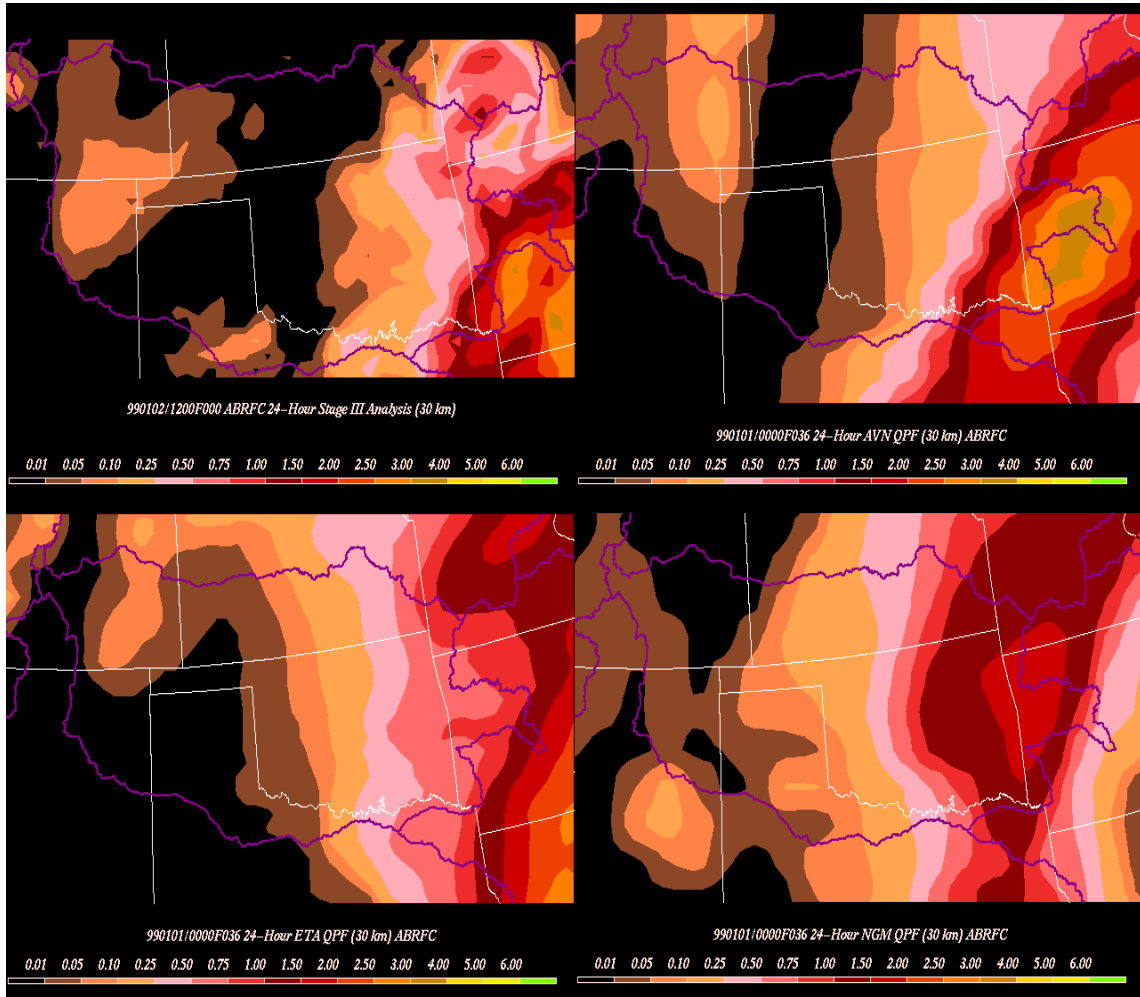 990102/1200F000 ABRFC 24-Hour Stage III Analysis (30 km)
0.01 0.05 0.10 0.25 0.50 0.75 1.00 1.50 2.00 2.50 3.00 4.00 5.00 6.00
990101/0000F036 24-Hour AVN QPF (30 km) ABRFC
0.01 0.05 0.10 0.25 0.50 0.75 1.00 1.50 2.00 2.50 3.00 4.00 5.00 6.00
990101/0000F036 24-Hour ETA QPF (30 km) ABRFC
0.01 0.05 0.10 0.25 0.50 0.75 1.00 1.50 2.00 2.50 3.00 4.00 5.00 6.00
990101/0000F036 24-Hour NGM QPF (30 km) ABRFC
0.01 0.05 0.10 0.25 0.50 0.75 1.00 1.50 2.00 2.50 3.00 4.00 5.00 6.00